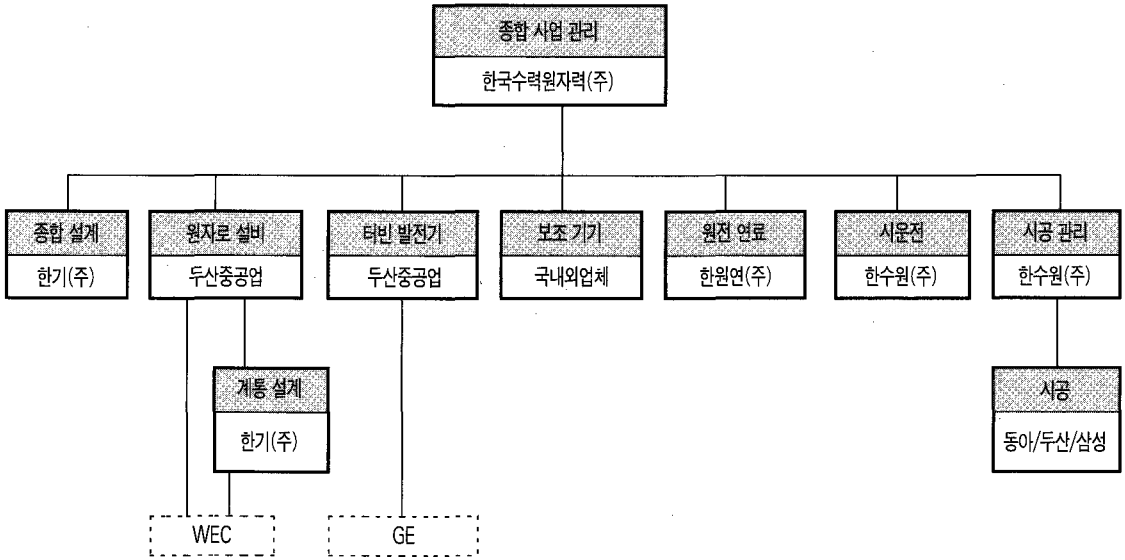 종합 사업 관리
한국수력원자력(주)
종합 설계
한기(주)
원자로 설비
두산중공업
터빈 발전기
두산중공업
보조 기기
국내외업체
원전 연료
한원연(주)
시운전
한수원(주)
시공 관리
한수원(주)
계통 설계
한기(주)
시공
동아/두산/삼성
WEC
GE